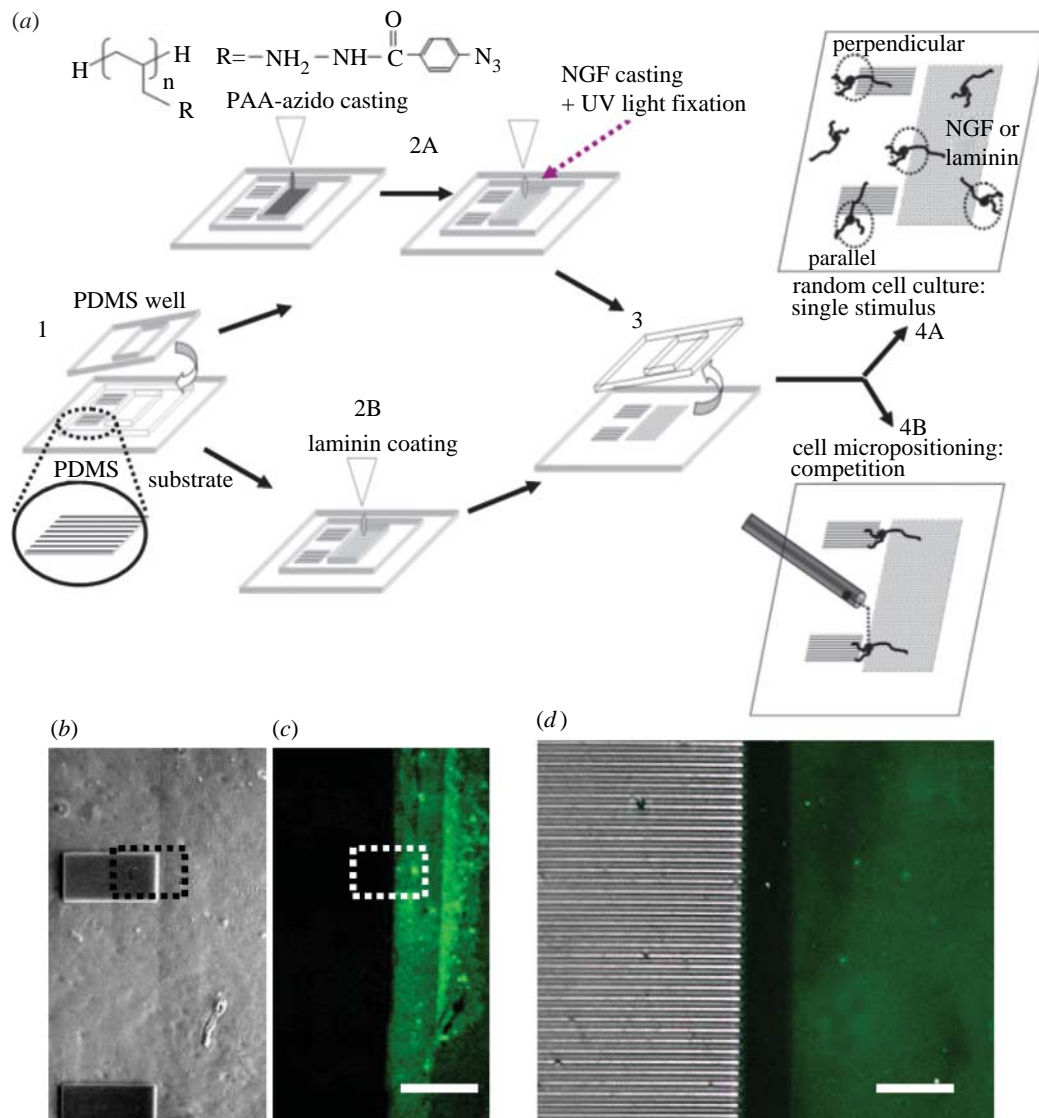 (a)
H
H
n
R
R=
NH2
NH
C
O
N3
PAA-azido casting
2A
NGF casting
+ UV light fixation
perpendicular
NGF or
laminin
parallel
random cell culture:
single stimulus
4A
1
PDMS well
3
2B
laminin coating
PDMS
substrate
4B
cell micropositioning:
competition
(b)
(c)
(d)